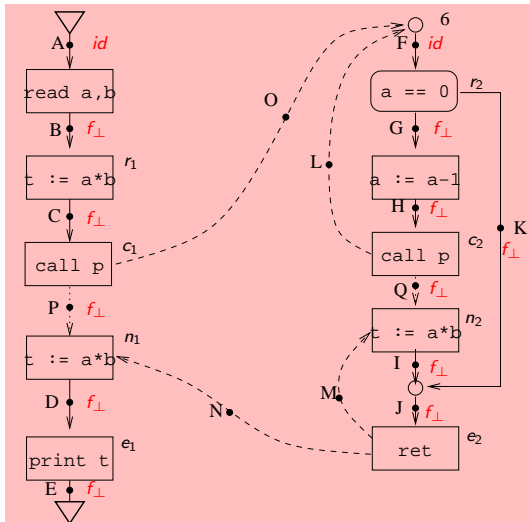 A id
read a,b
B f⊥
r1
t := a*b
C f⊥
c1
call p
P f⊥
n1
t := a*b
D f⊥
e1
print t
E f⊥
O
L
N
M
6
F id
r2
a == 0
G f⊥
a := a-1
H f⊥
K
f⊥
c2
call p
Q f⊥
n2
t := a*b
I f⊥
J f⊥
e2
ret